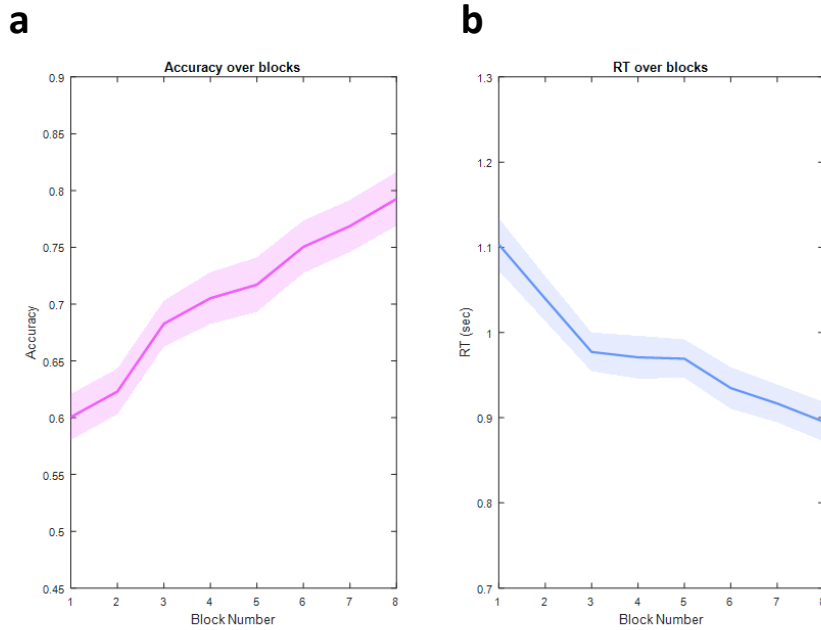 a
Accuracy over blocks
0.9
0.85
0.8
0.75
0.7
0.65
0.6
0.55
0.5
0.45
Accuracy
1 2 3 4 5 6 7 8
Block Number
b
RT over blocks
1.3
1.2
1.1
1
0.9
0.8
0.7
RT (sec)
1 2 3 4 5 6 7 8
Block Number